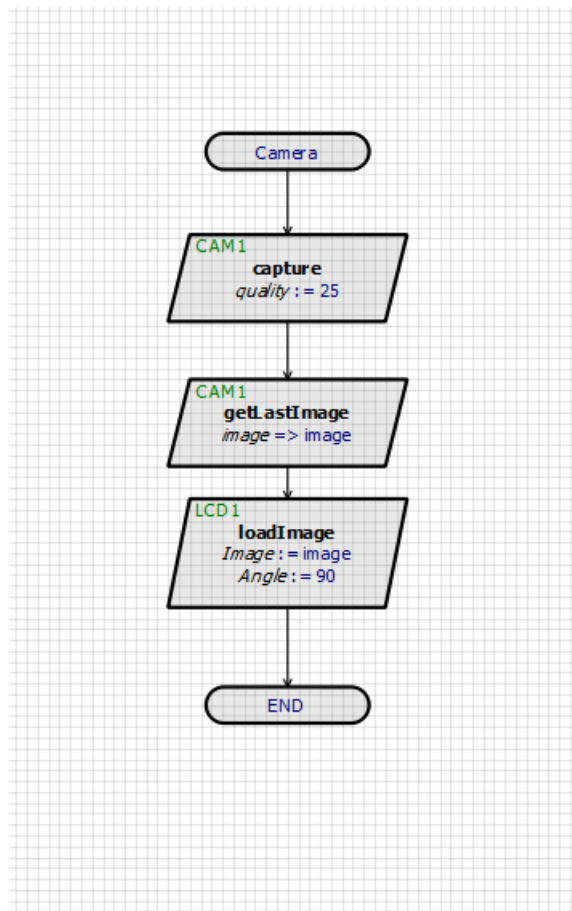 Camera
CAM1
capture
quality := 25
CAM1
getLastImage
image => image
LCD1
loadImage
Image := image
Angle := 90
END